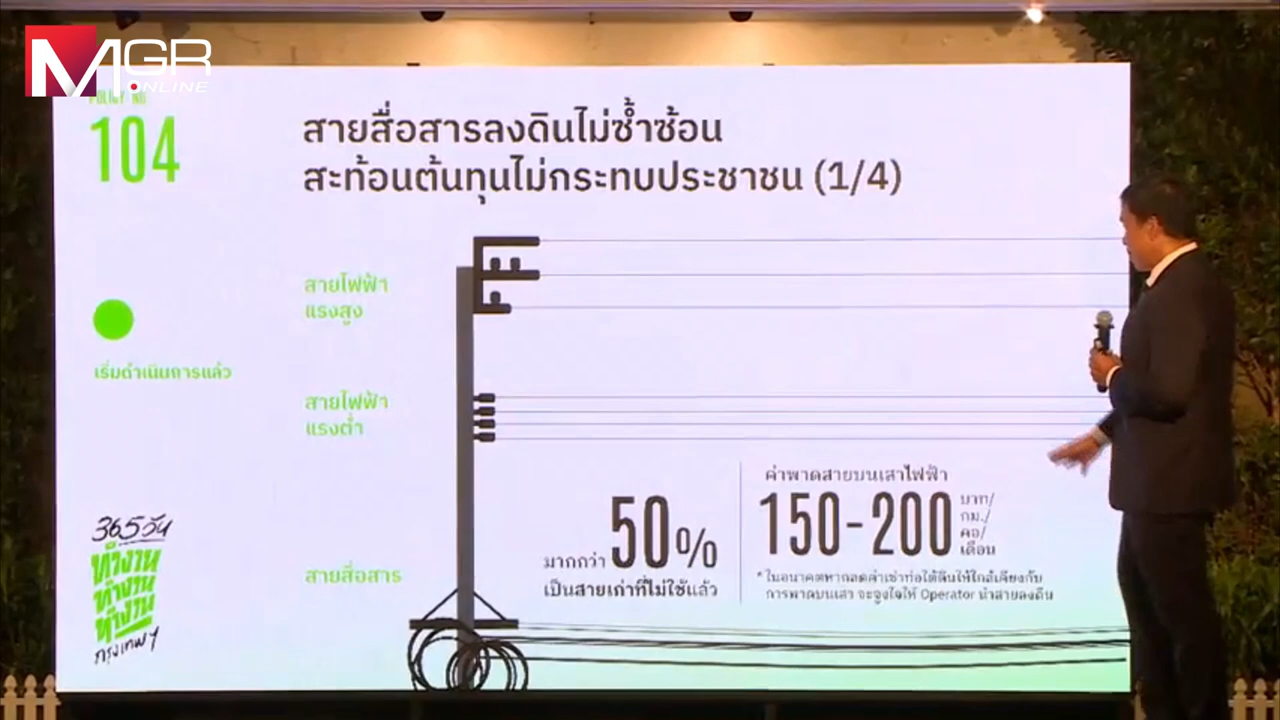 MGR
ONLINE
POLICY NO
104
สายสื่อสารลงดินไม่ซ้ำซ้อน
สะท้อนต้นทุนไม่กระทบประชาชน (1/4)
สายไฟฟ้า
แรงสูง
เริ่มดำเนินการแล้ว
สายไฟฟ้า
แรงต่ำ
สายสื่อสาร
มากกว่า 50%
เป็นสายเก่าที่ไม่ใช้แล้ว
ค่าพาดสายบนเสาไฟฟ้า
150-200
บาท/
กม./
คอ/
เดือน
* ในอนาคตหากลดค่าเช่าท่อใต้ดินให้ใกล้เคียงกับ
การพาดบนเสา จะจูงใจให้ Operator นำสายลงดิน
365 วัน
ทำงาน
ทำงาน
ทำงาน
กรุงเทพฯ